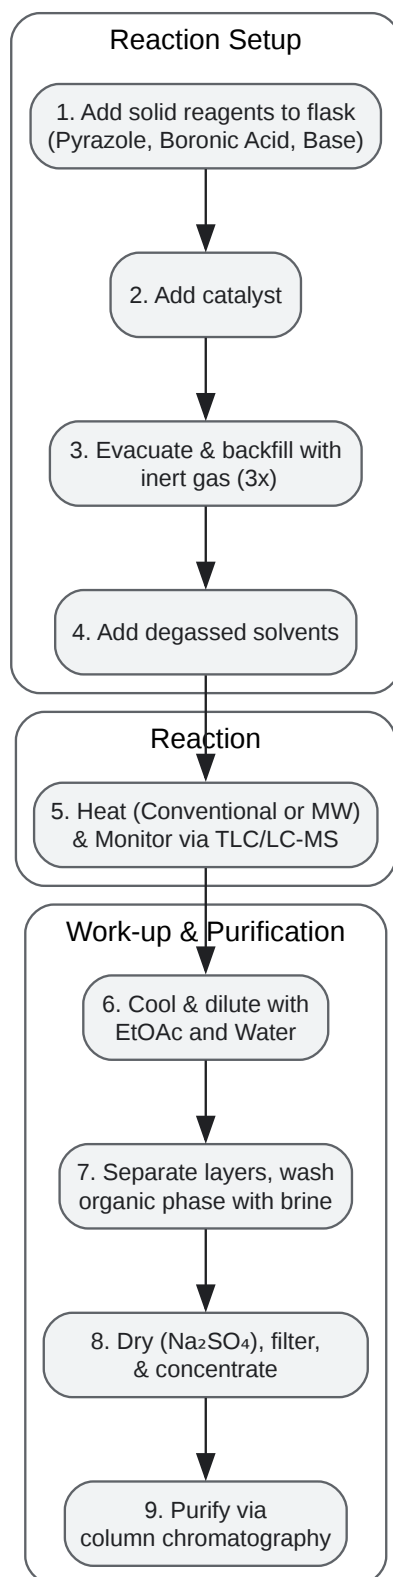 Reaction Setup
1. Add solid reagents to flask
(Pyrazole, Boronic Acid, Base)
2. Add catalyst
3. Evacuate & backfill with
inert gas (3x)
4. Add degassed solvents
Reaction
5. Heat (Conventional or MW)
& Monitor via TLC/LC-MS
Work-up & Purification
6. Cool & dilute with
EtOAc and Water
7. Separate layers, wash
organic phase with brine
8. Dry (Na₂SO₄), filter,
& concentrate
9. Purify via
column chromatography